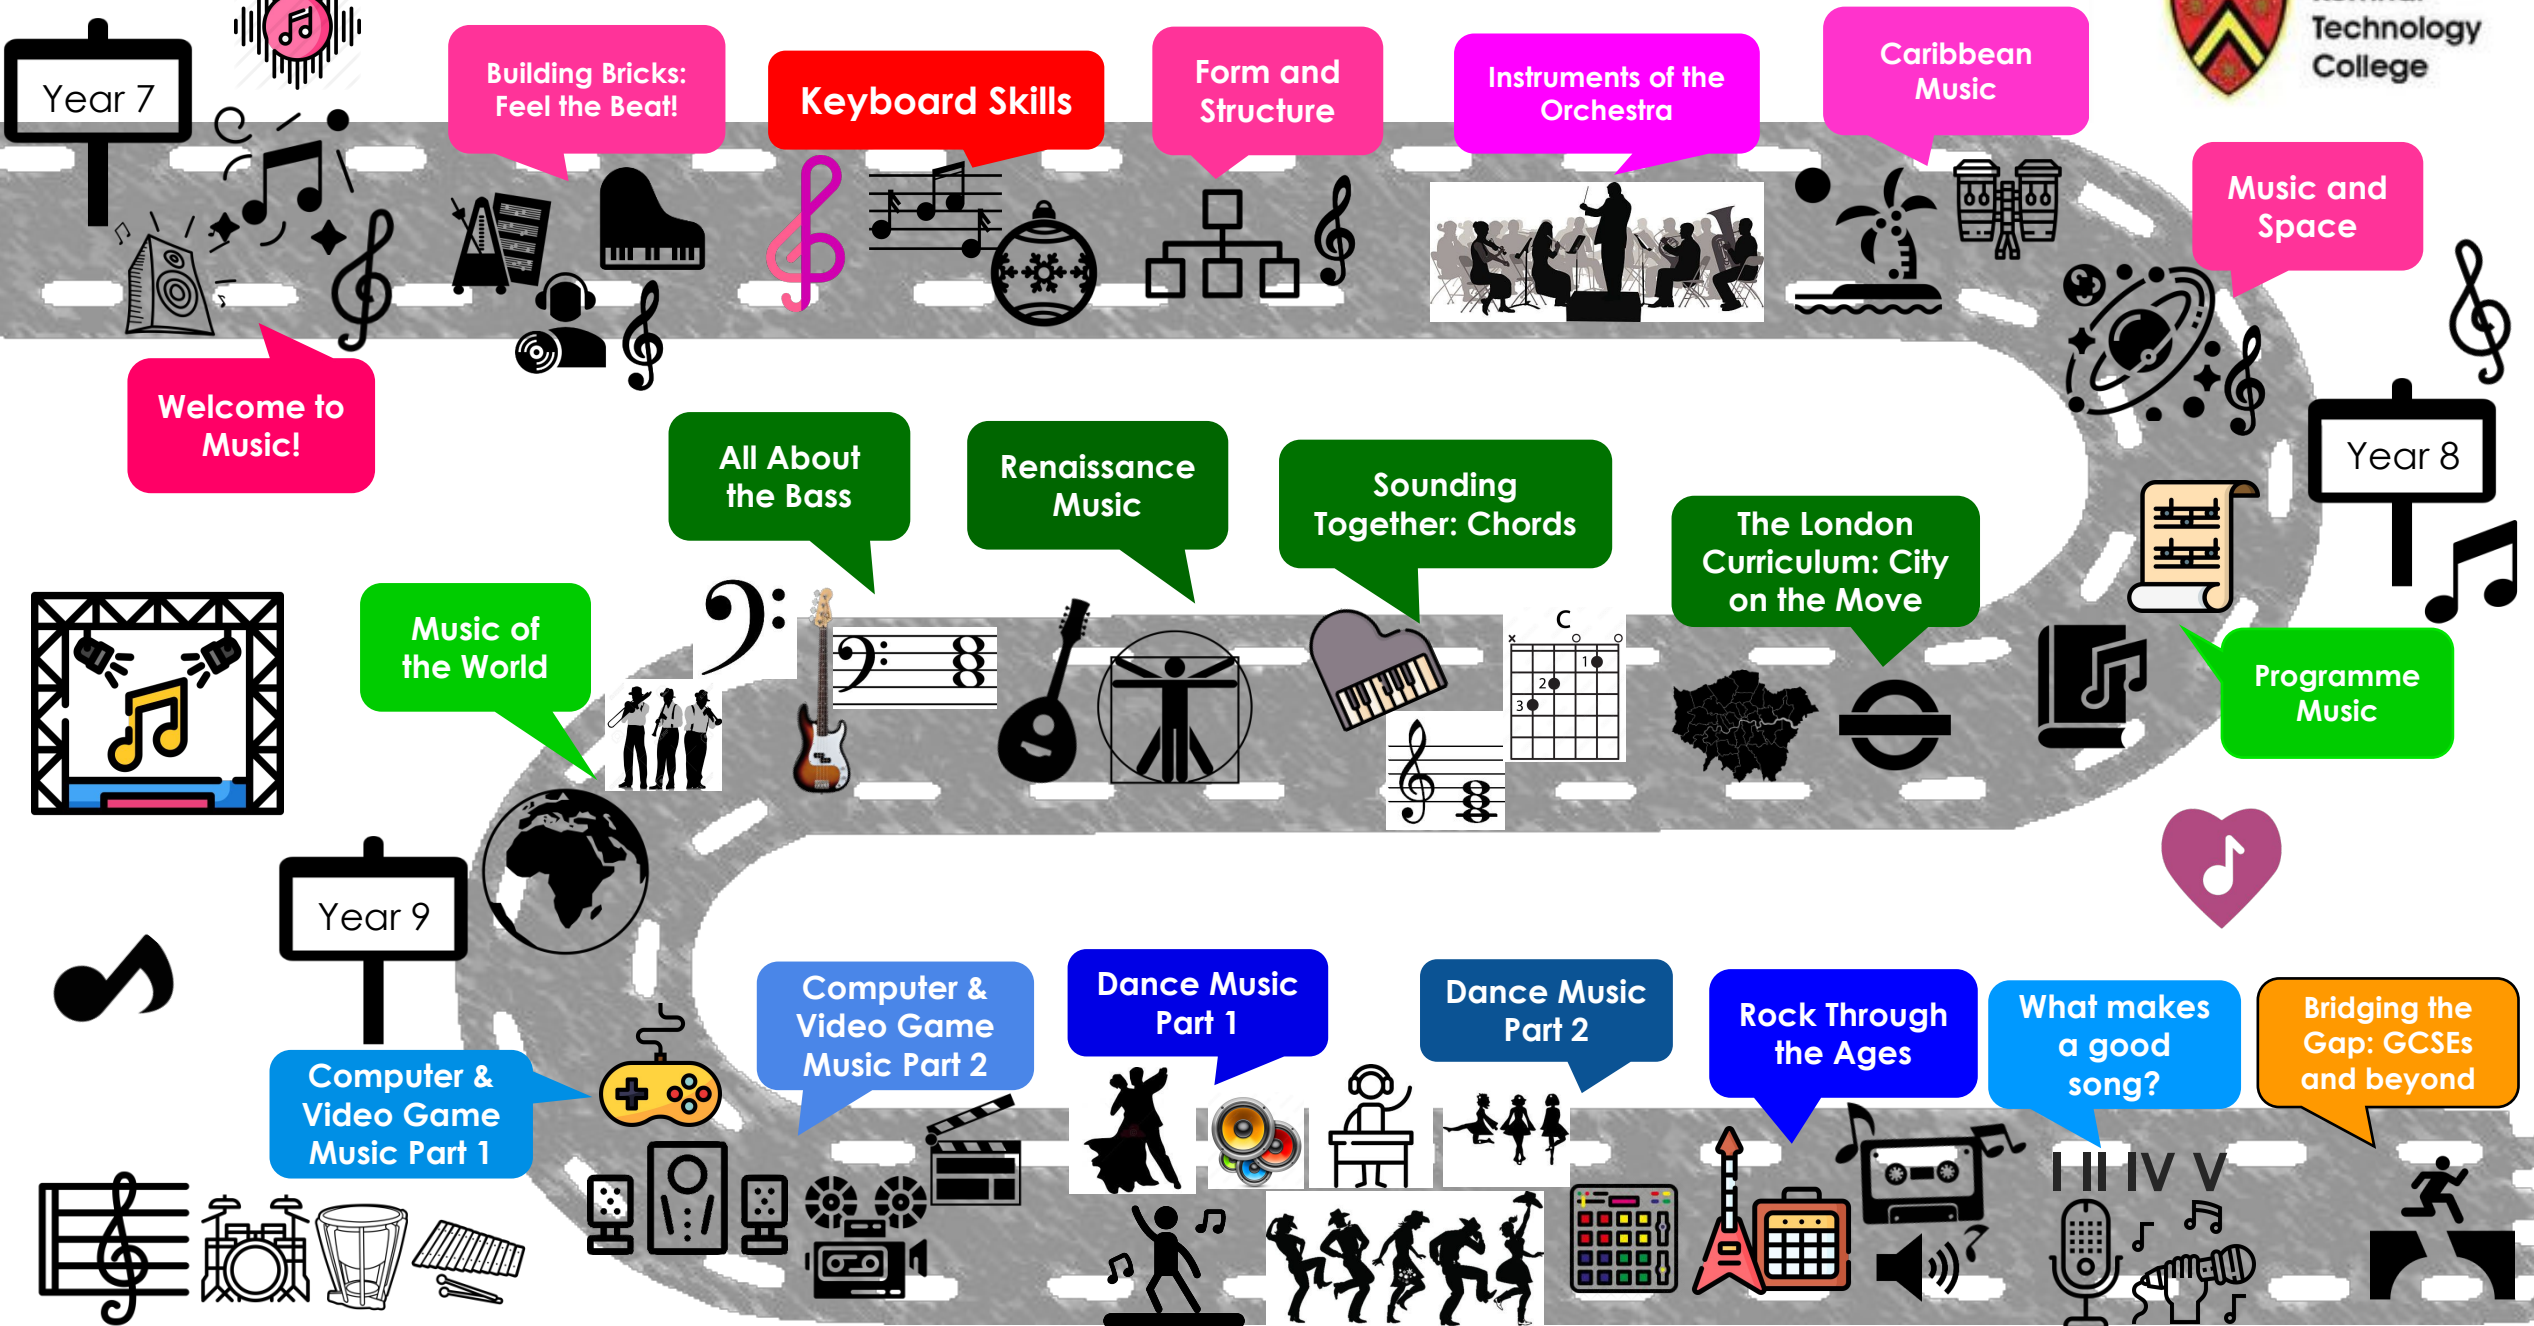 Technology
College
Year 7
Building Bricks:
Feel the Beat!
Keyboard Skills
Form and
Structure
Instruments of the
Orchestra
Caribbean
Music
Music and
Space
Welcome to
Music!
Year 8
All About
the Bass
Renaissance
Music
Sounding
Together: Chords
The London
Curriculum: City
on the Move
Programme
Music
Music of
the World
C
x
1
2
3
Year 9
Computer &
Video Game
Music Part 1
Computer &
Video Game
Music Part 2
Dance Music
Part 1
Dance Music
Part 2
Rock Through
the Ages
What makes
a good
song?
Bridging the
Gap: GCSEs
and beyond
I II IV V